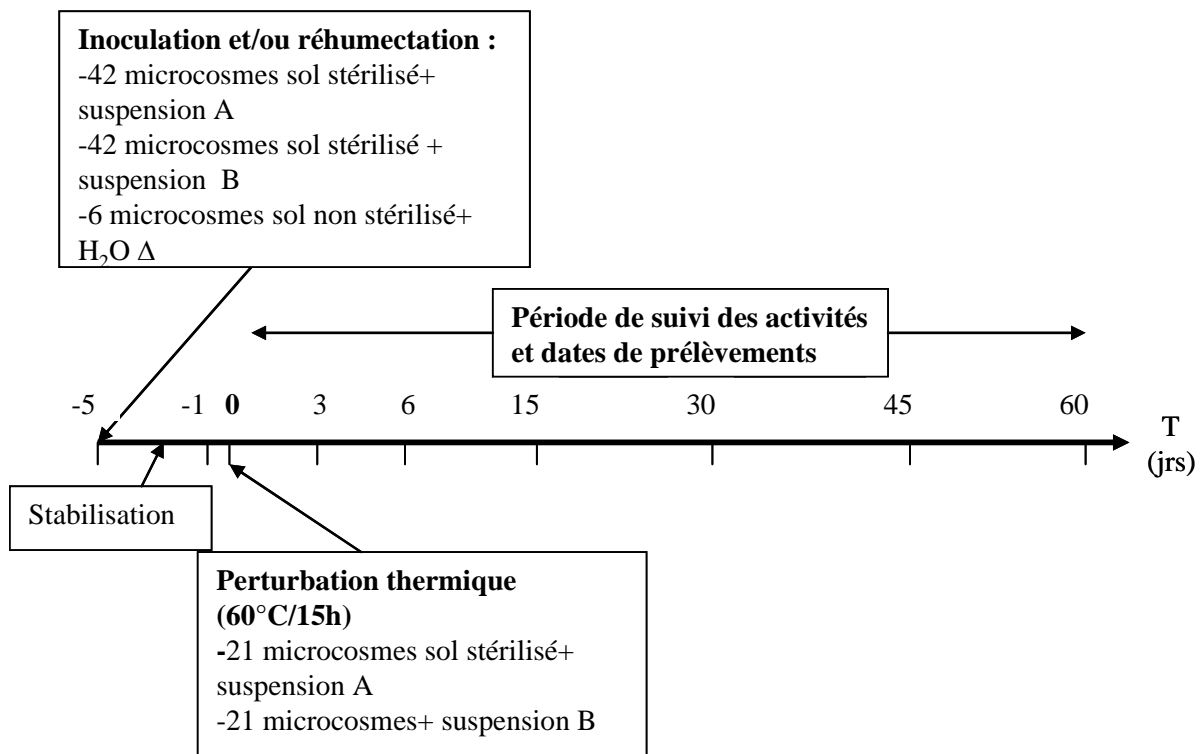 Inoculation et/ou réhumectation :
-42 microcosmes sol stérilisé+
suspension A
-42 microcosmes sol stérilisé +
suspension  B
-6 microcosmes sol non stérilisé+
H₂O Δ
Période de suivi des activités
et dates de prélèvements
-5 -1 0 3 6 15 30 45 60
T
(jrs)
Stabilisation
Perturbation thermique
(60°C/15h)
-21 microcosmes sol stérilisé+
suspension A
-21 microcosmes+ suspension B